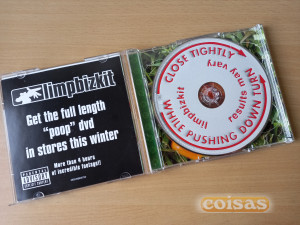 limpbizkit
Get the full length
"poop" dvd
in stores this winter
More than 4 hours
of incredible footage!!
PARENTAL
ADVISORY
EXPLICIT CONTENT
CLOSE TIGHTLY
WHILE PUSHING DOWN TURN
limpbizkit
results may vary
coisas